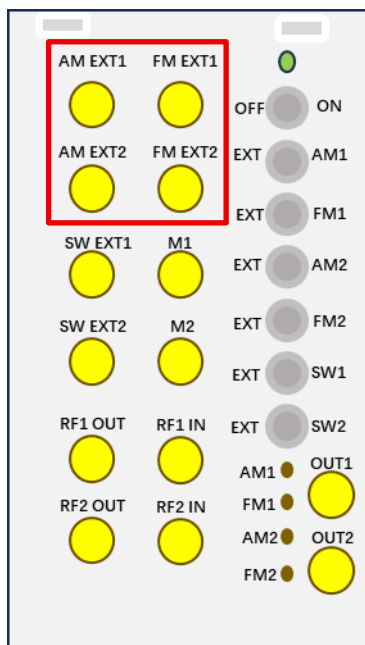 AM EXT1 FM EXT1
OFF ON
AM EXT2 FM EXT2 EXT AM1
EXT FM1
SW EXT1 M1
EXT AM2
SW EXT2 M2 EXT FM2
EXT SW1
RF1 OUT RF1 IN EXT SW2
AM1 OUT1
RF2 OUT RF2 IN FM1
AM2 OUT2
FM2